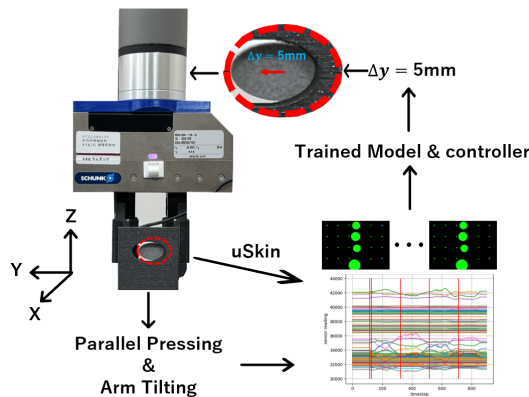 Δy = 5mm
Δy = 5mm
Trained Model & controller
SCHUNK
Z
Y
X
uSkin
Parallel Pressing
&
Arm Tilting
44000
42000
40000
38000
36000
34000
32000
30000
sensor reading
0
200
400
600
800
timestep